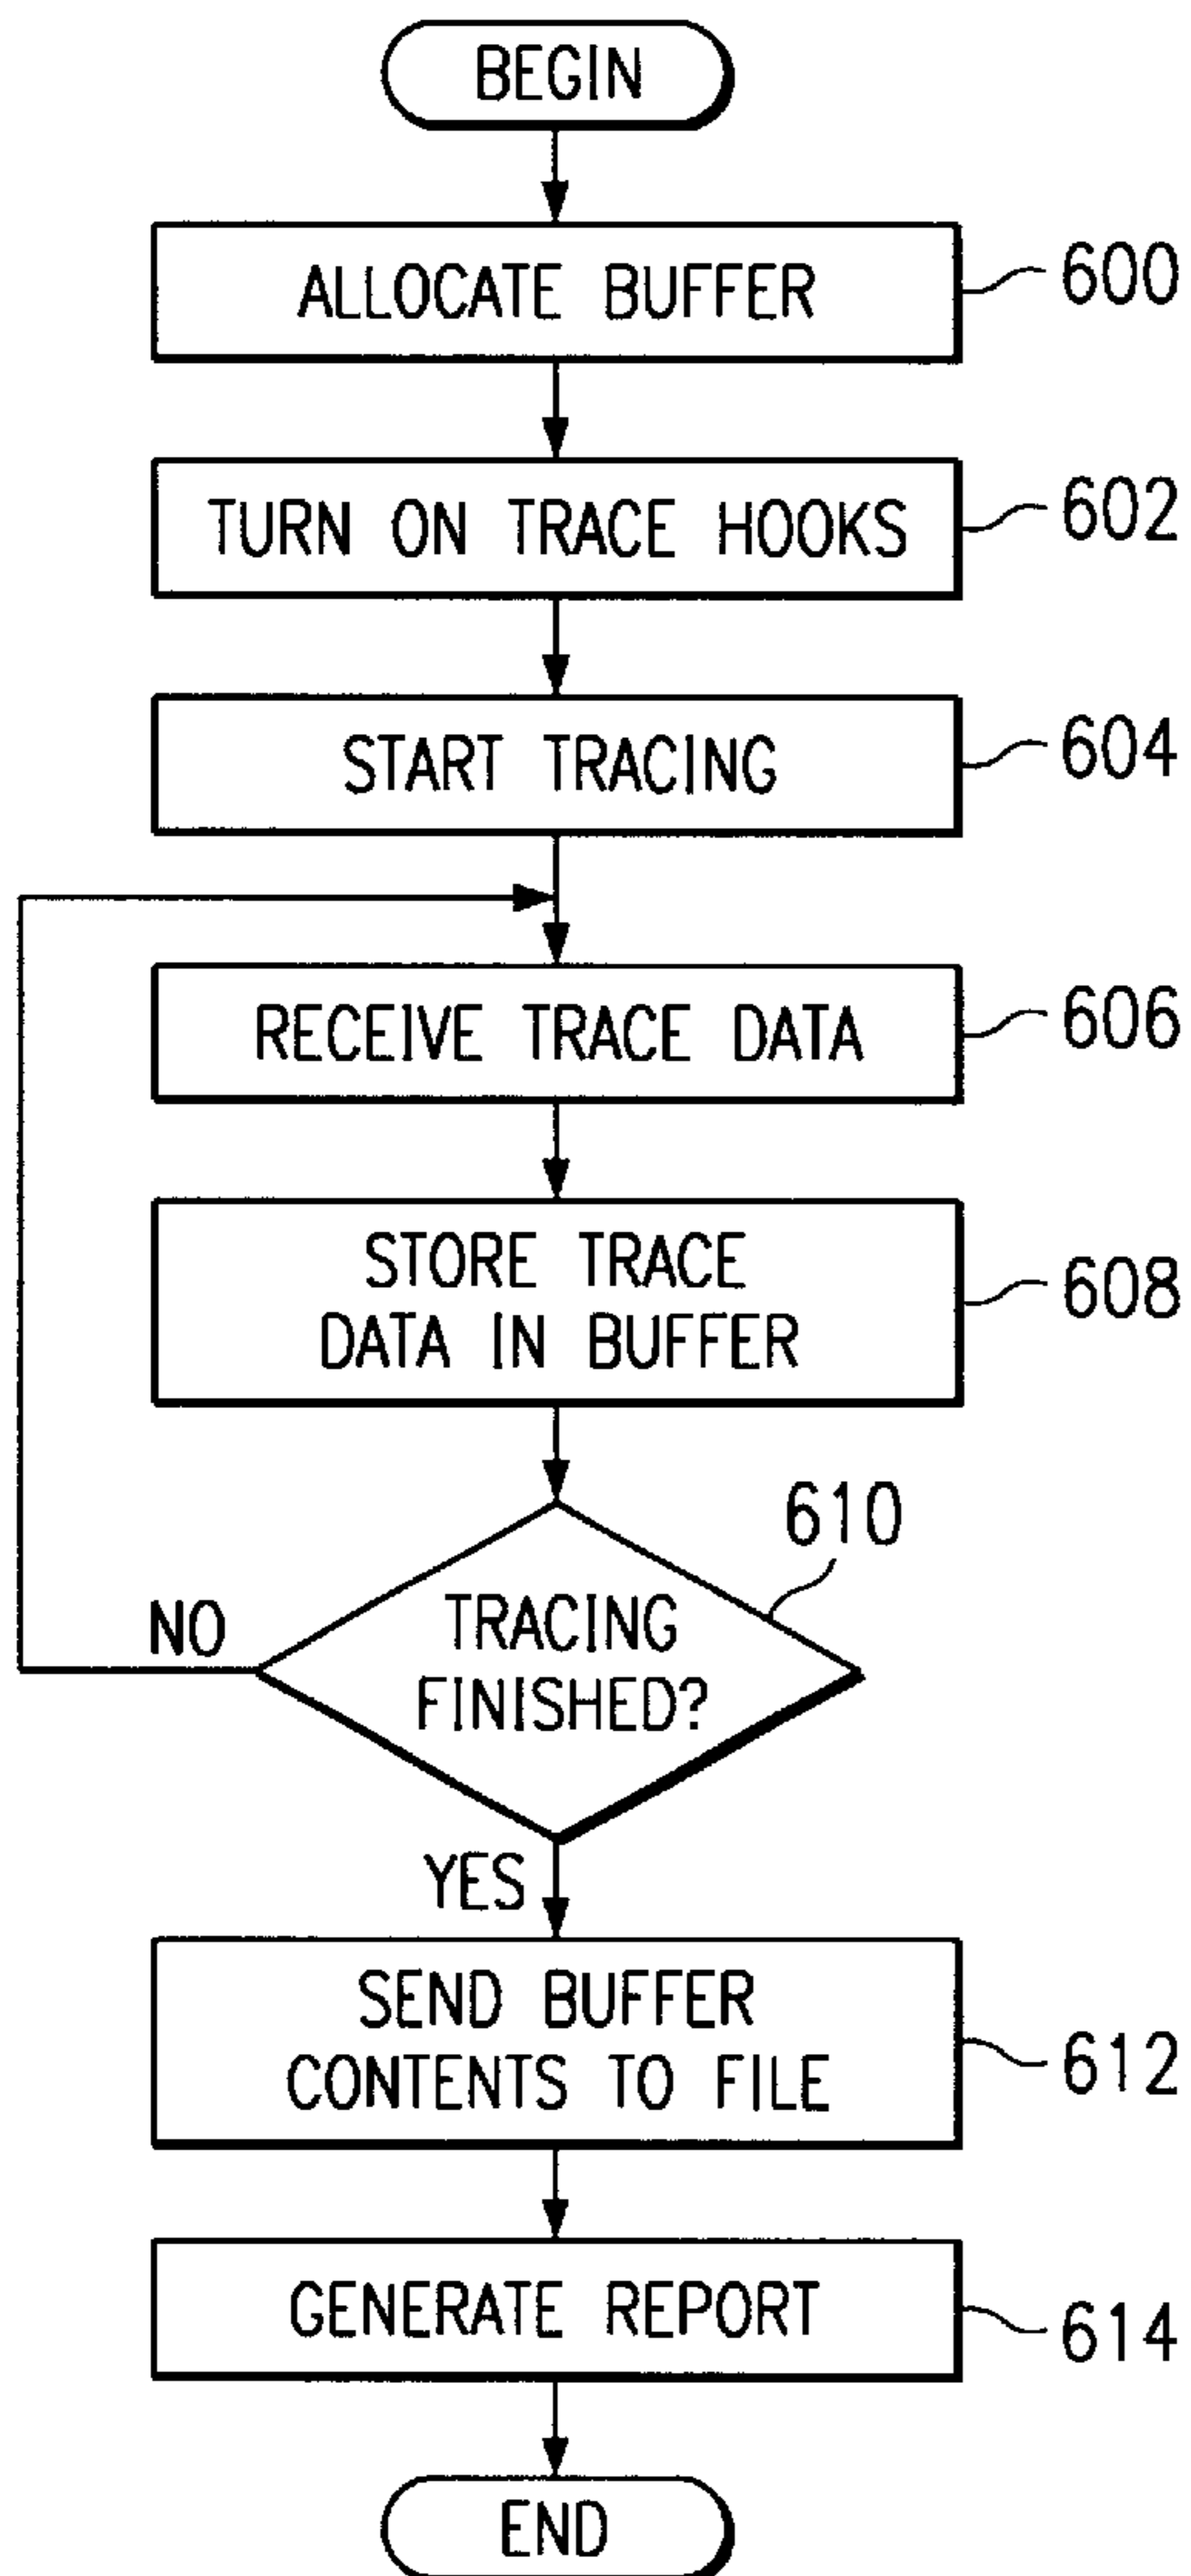 BEGIN
ALLOCATE BUFFER
600
TURN ON TRACE HOOKS
602
START TRACING
604
RECEIVE TRACE DATA
606
STORE TRACE
DATA IN BUFFER
608
610
TRACING
FINISHED?
NO
YES
SEND BUFFER
CONTENTS TO FILE
612
GENERATE REPORT
614
END